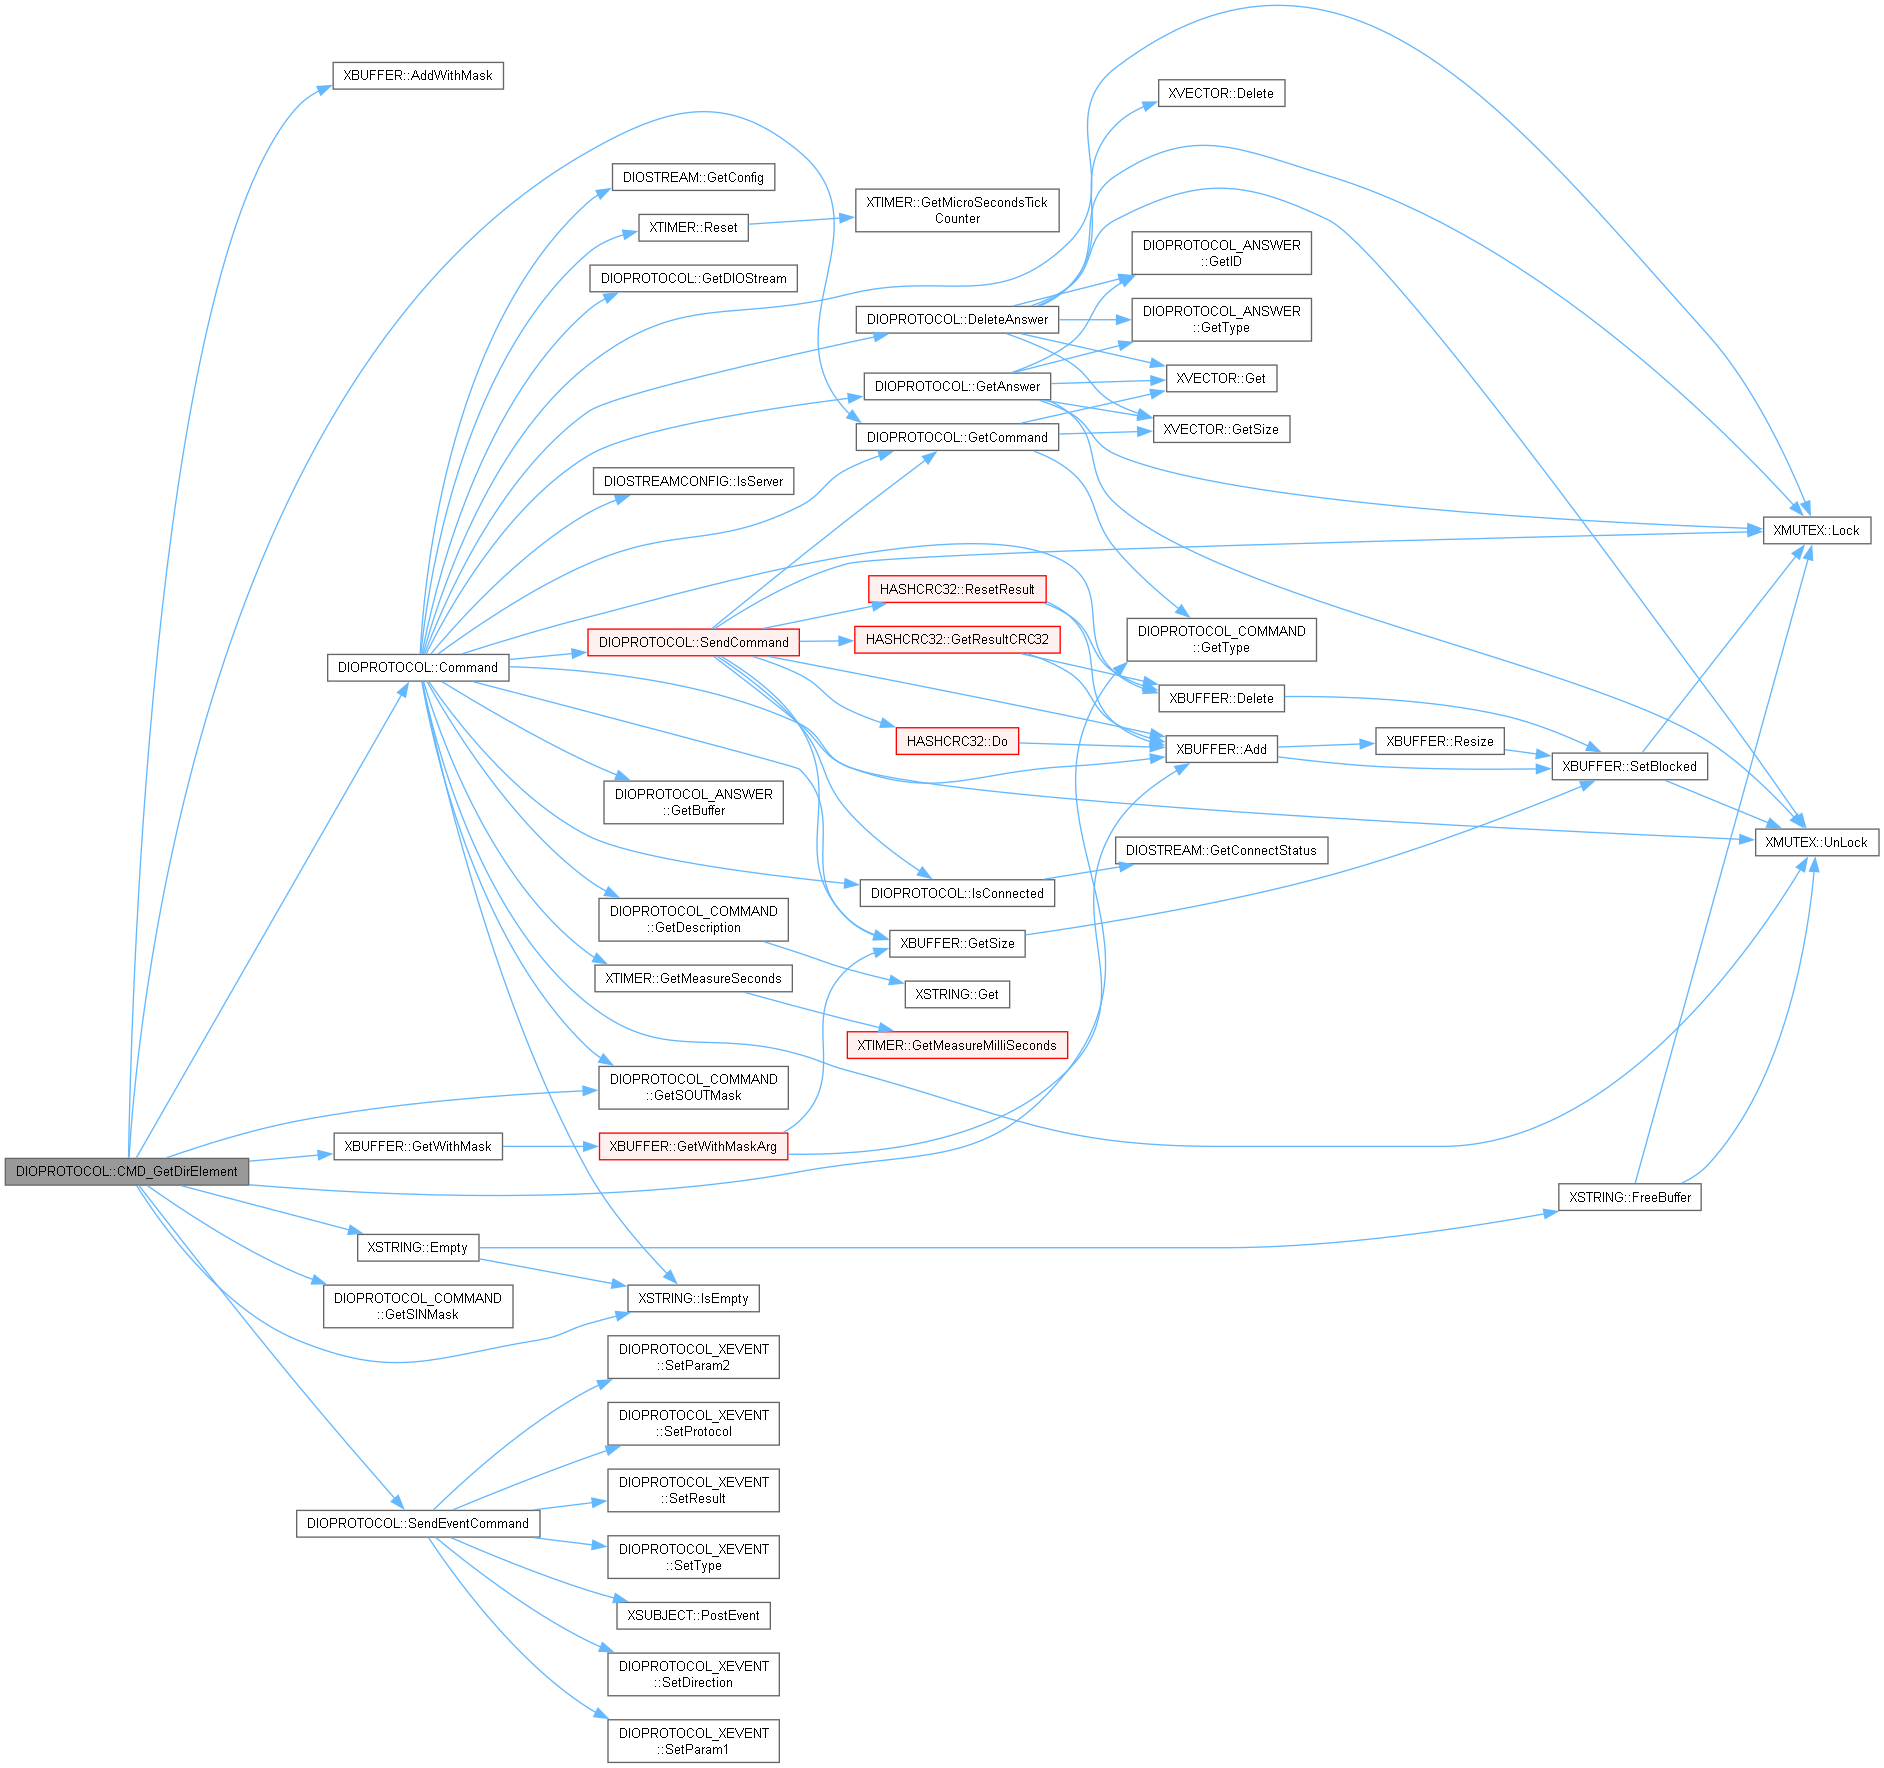 XBUFFER::AddWithMask
XVECTOR::Delete
DIOSTREAM::GetConfig
XTIMER::GetMicroSecondsTick
Counter
XTIMER::Reset
DIOPROTOCOL_ANSWER
::GetID
DIOPROTOCOL::GetDIOStream
DIOPROTOCOL::DeleteAnswer
DIOPROTOCOL_ANSWER
::GetType
DIOPROTOCOL::GetAnswer
XVECTOR::Get
DIOPROTOCOL::GetCommand
XVECTOR::GetSize
DIOSTREAMCONFIG::IsServer
XMUTEX::Lock
HASHCRC32::ResetResult
DIOPROTOCOL::SendCommand
HASHCRC32::GetResultCRC32
DIOPROTOCOL_COMMAND
::GetType
DIOPROTOCOL::Command
XBUFFER::Delete
HASHCRC32::Do
XBUFFER::Add
XBUFFER::Resize
XBUFFER::SetBlocked
DIOPROTOCOL_ANSWER
::GetBuffer
DIOSTREAM::GetConnectStatus
XMUTEX::UnLock
DIOPROTOCOL::IsConnected
DIOPROTOCOL_COMMAND
::GetDescription
XBUFFER::GetSize
XTIMER::GetMeasureSeconds
XSTRING::Get
XTIMER::GetMeasureMilliSeconds
DIOPROTOCOL_COMMAND
::GetSOUTMask
XBUFFER::GetWithMask
XBUFFER::GetWithMaskArg
DIOPROTOCOL::CMD_GetDirElement
XSTRING::FreeBuffer
XSTRING::Empty
XSTRING::IsEmpty
DIOPROTOCOL_COMMAND
::GetSINMask
DIOPROTOCOL_XEVENT
::SetParam2
DIOPROTOCOL_XEVENT
::SetProtocol
DIOPROTOCOL_XEVENT
::SetResult
DIOPROTOCOL::SendEventCommand
DIOPROTOCOL_XEVENT
::SetType
XSUBJECT::PostEvent
DIOPROTOCOL_XEVENT
::SetDirection
DIOPROTOCOL_XEVENT
::SetParam1